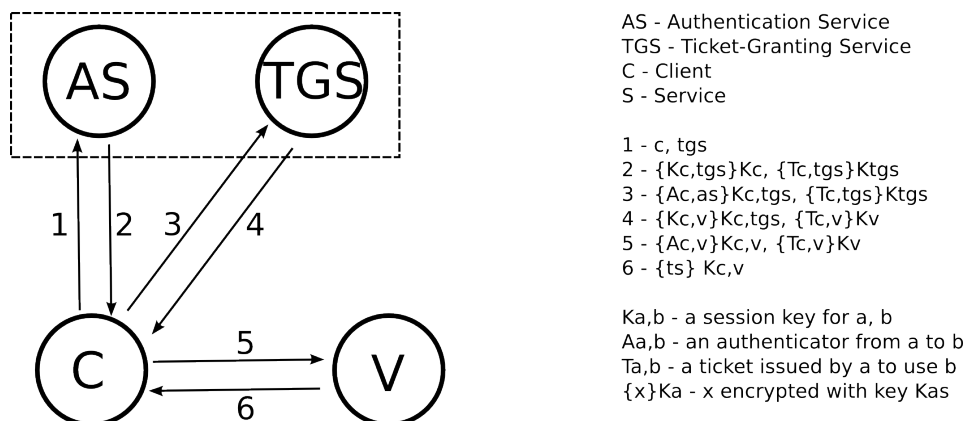 AS
TGS
1
2
3
4
C
5
V
6
AS - Authentication Service
TGS - Ticket-Granting Service
C - Client
S - Service
1 - c, tgs
2 - {Kc,tgs}Kc, {Tc,tgs}Ktgs
3 - {Ac,as}Kc,tgs, {Tc,tgs}Ktgs
4 - {Kc,v}Kc,tgs, {Tc,v}Kv
5 - {Ac,v}Kc,v, {Tc,v}Kv
6 - {ts} Kc,v
Ka,b - a session key for a, b
Aa,b - an authenticator from a to b
Ta,b - a ticket issued by a to use b
{x}Ka - x encrypted with key Kas